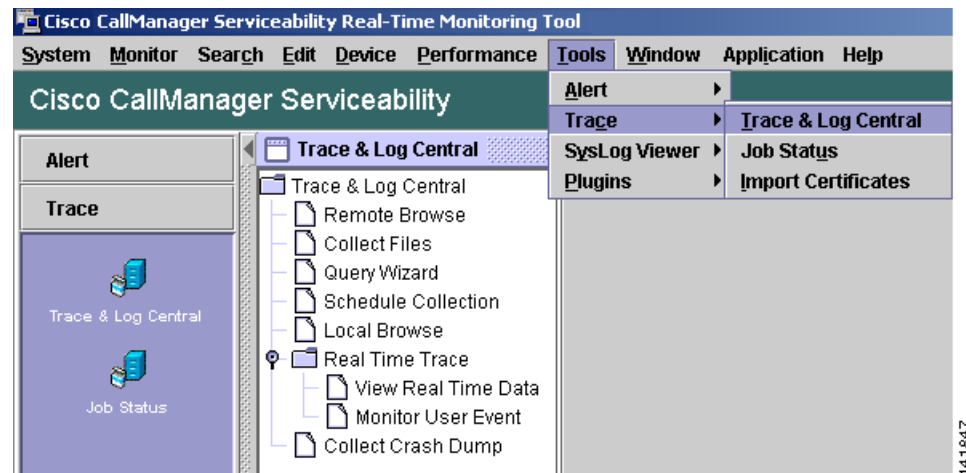 Cisco CallManager Serviceability Real-Time Monitoring Tool
System Monitor Search Edit Device Performance Tools Window Application Help
Cisco CallManager Serviceability
Alert
Trace
SysLog Viewer
Plugins
Trace & Log Central
Job Status
Import Certificates
Alert
Trace
Trace & Log Central
Job Status
Trace & Log Central
Trace & Log Central
Remote Browse
Collect Files
Query Wizard
Schedule Collection
Local Browse
Real Time Trace
View Real Time Data
Monitor User Event
Collect Crash Dump
141847